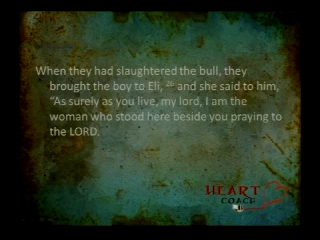 When they had slaughtered the bull, they
brought the boy to Eli, 26 and she said to him,
“As surely as you live, my lord, I am the
woman who stood here beside you praying to
the LORD.
HEART
COACH